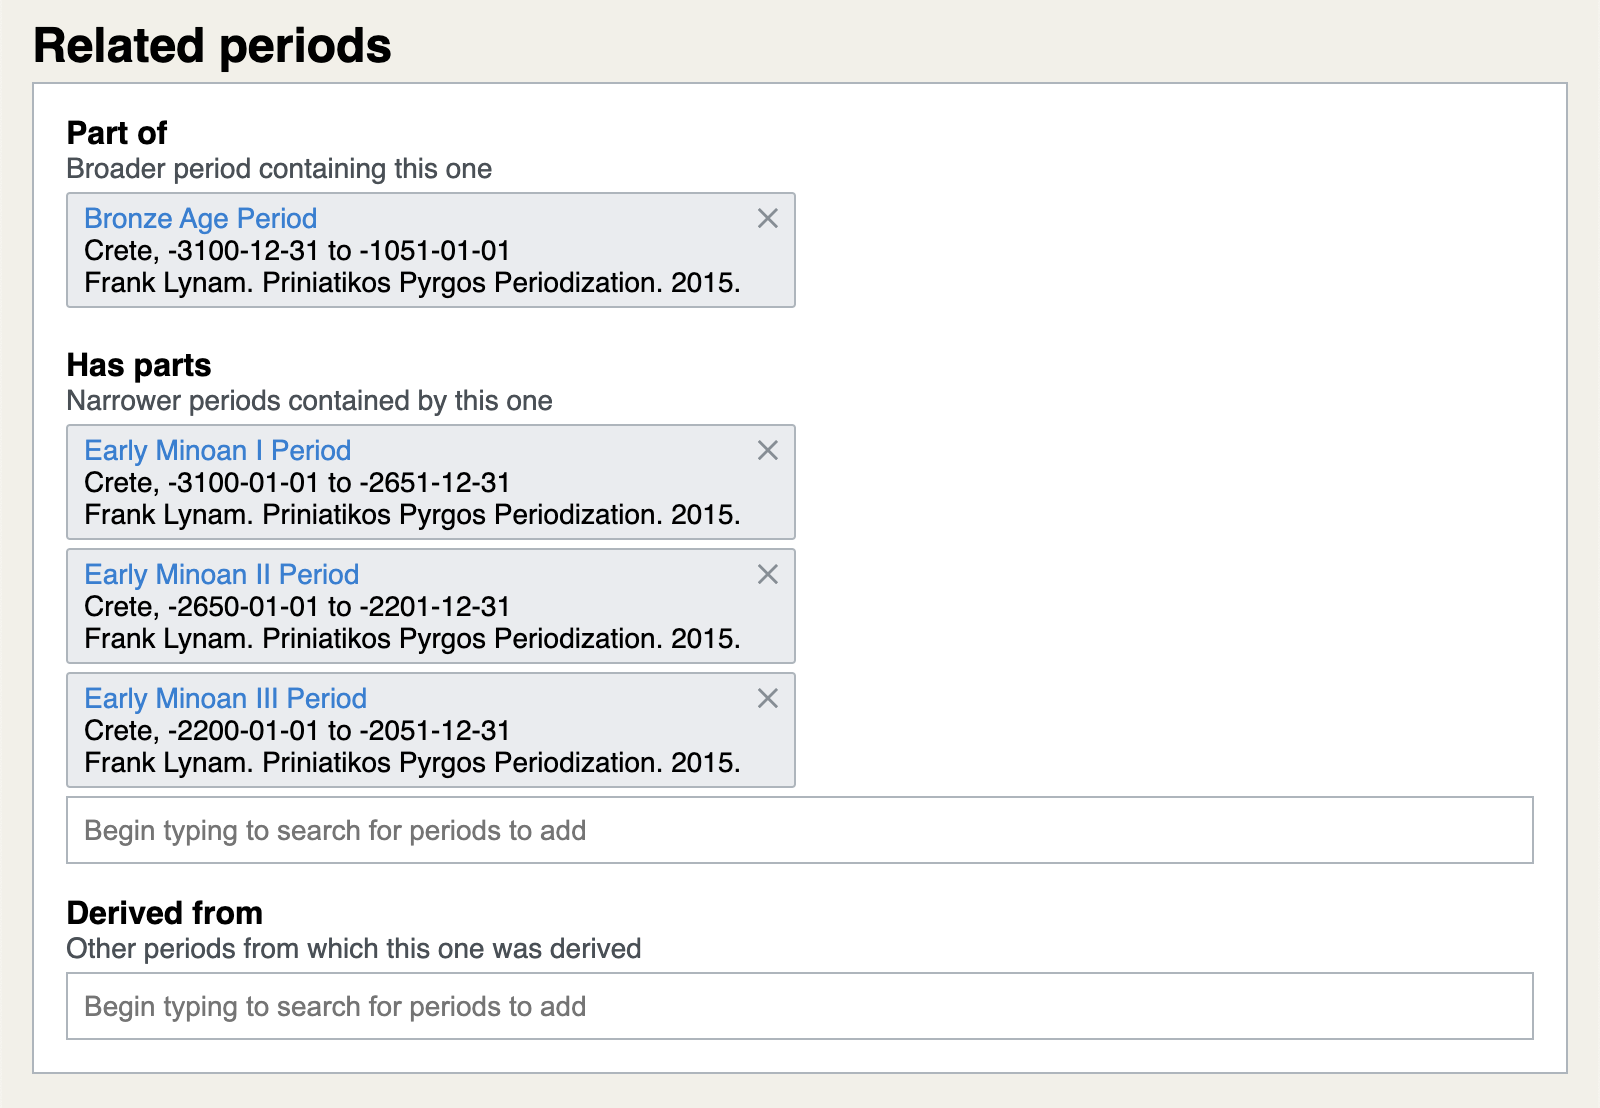 Related periods
Part of
Broader period containing this one
Bronze Age Period
Crete, -3100-12-31 to -1051-01-01
Frank Lynam. Priniatikos Pyrgos Periodization. 2015.
Has parts
Narrower periods contained by this one
Early Minoan I Period
Crete, -3100-01-01 to -2651-12-31
Frank Lynam. Priniatikos Pyrgos Periodization. 2015.
Early Minoan II Period
Crete, -2650-01-01 to -2201-12-31
Frank Lynam. Priniatikos Pyrgos Periodization. 2015.
Early Minoan III Period
Crete, -2200-01-01 to -2051-12-31
Frank Lynam. Priniatikos Pyrgos Periodization. 2015.
Begin typing to search for periods to add
Derived from
Other periods from which this one was derived
Begin typing to search for periods to add